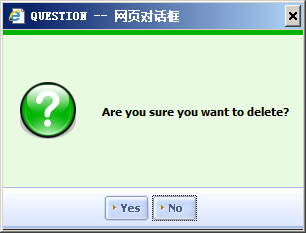 QUESTION -- 网页对话框
Are you sure you want to delete?
Yes
No